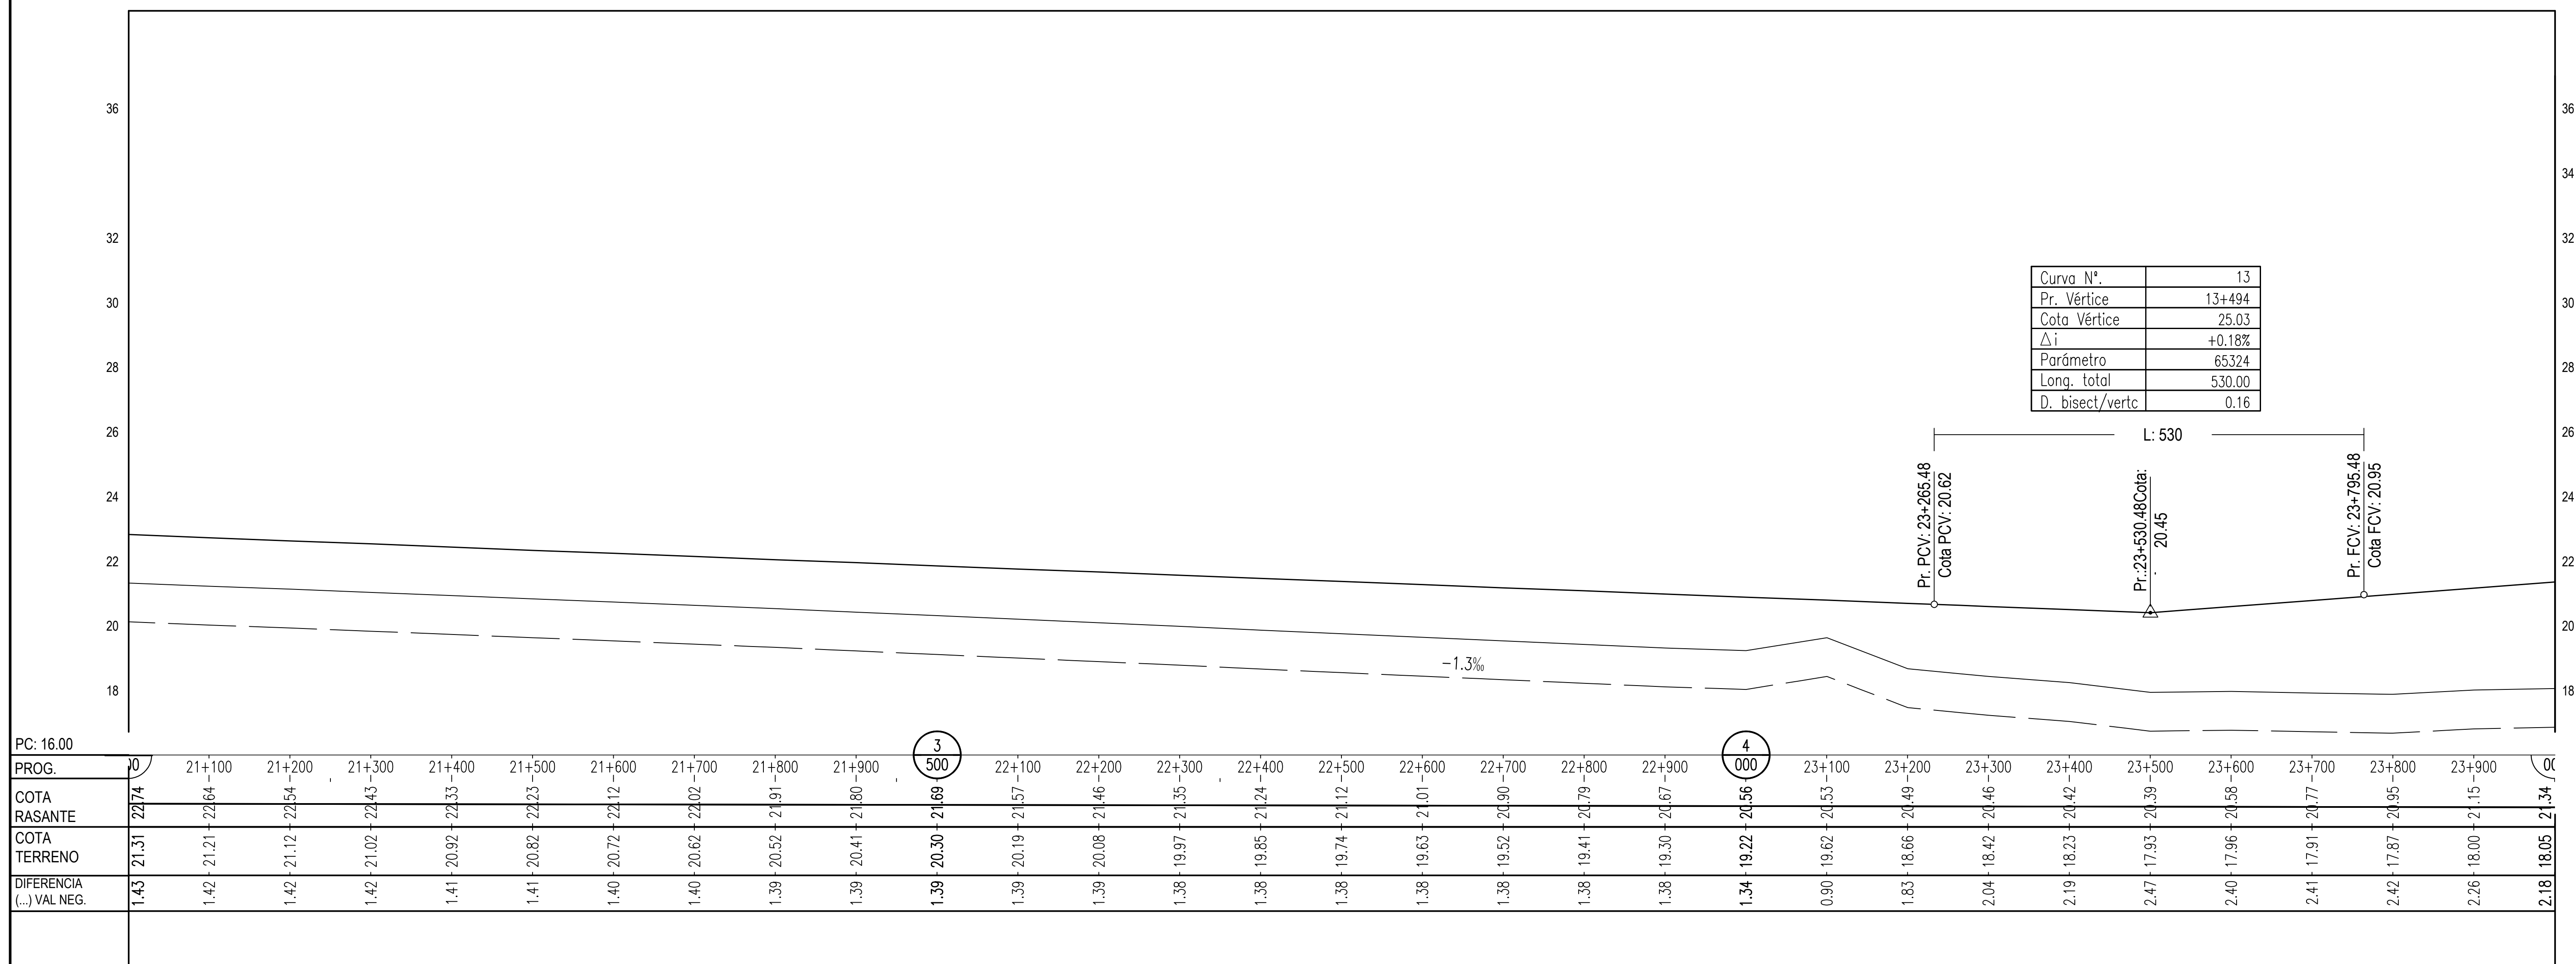 36
34
32
30
28
26
24
22
20
18
36
34
32
30
28
26
24
22
20
18
Curva Nº. 13
Pr. Vértice 13+494
Cota Vértice 25.03
△i +0.18%
Parámetro 65324
Long. total 530.00
D. bisect/vertc 0.16
L: 530
Pr. PCV: 23+265.48
Cota PCV: 20.62
Pr.:23+530.48Cota:
20.45
Pr. FCV: 23+795.48
Cota FCV: 20.95
-1.3‰
PC: 16.00
3
500
4
000
PROG. 00 21+100 21+200 21+300 21+400 21+500 21+600 21+700 21+800 21+900 22+100 22+200 22+300 22+400 22+500 22+600 22+700 22+800 22+900 23+100 23+200 23+300 23+400 23+500 23+600 23+700 23+800 23+900 00
COTA
RASANTE
22.74 22.64 22.54 22.43 22.33 22.23 22.12 22.02 21.91 21.80 21.69 21.57 21.46 21.35 21.24 21.12 21.01 20.90 20.79 20.67 20.56 20.53 20.49 20.46 20.42 20.39 20.58 20.77 20.95 21.15 21.34
COTA
TERRENO
21.31 21.21 21.12 21.02 20.92 20.82 20.72 20.62 20.52 20.41 20.30 20.19 20.08 19.97 19.85 19.74 19.63 19.52 19.41 19.30 19.22 19.62 18.66 18.42 18.23 17.93 17.96 17.91 17.87 18.00 18.05
DIFERENCIA
(...) VAL NEG.
1.43 1.42 1.42 1.42 1.41 1.41 1.40 1.40 1.39 1.39 1.39 1.39 1.39 1.38 1.38 1.38 1.38 1.38 1.38 1.38 1.34 0.90 1.83 2.04 2.19 2.47 2.40 2.41 2.42 2.26 2.18